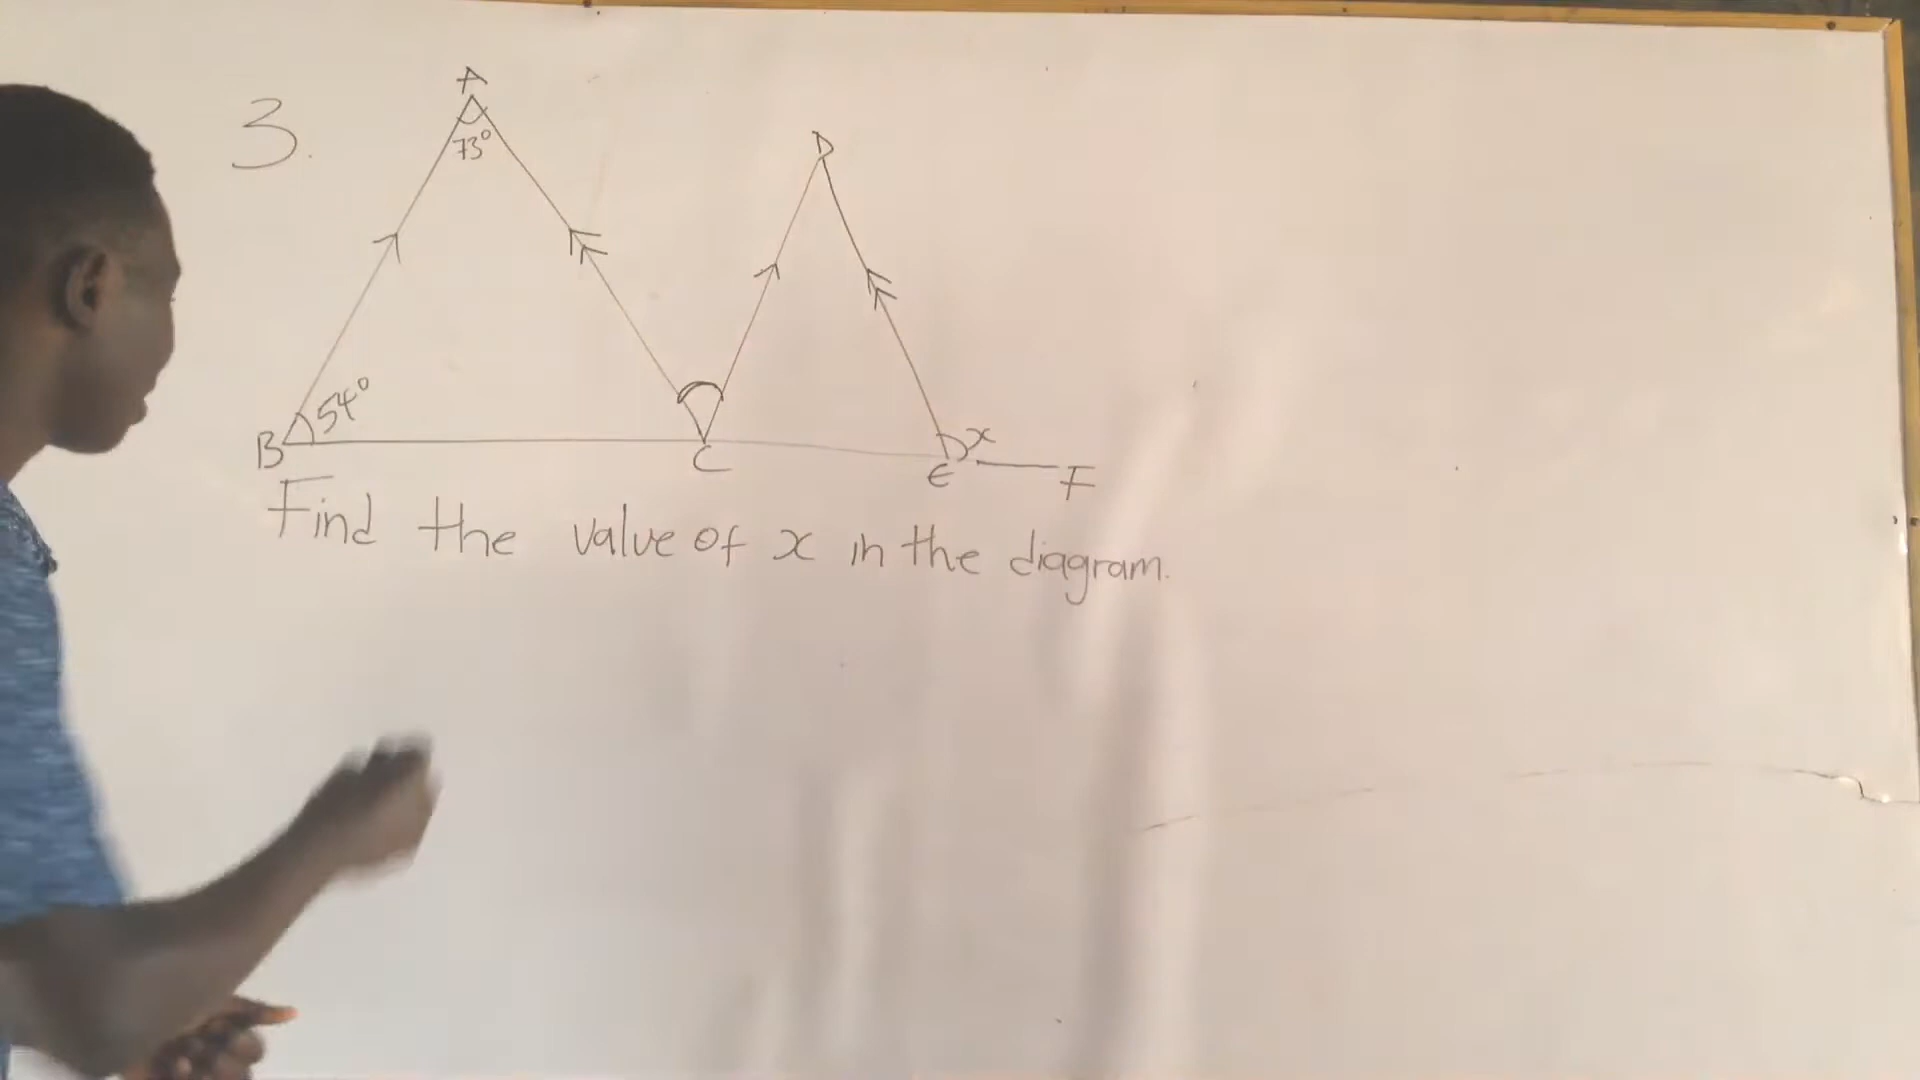 3.
A
73°
D
54°
B
C
x
E
F
Find the value of x in the diagram.